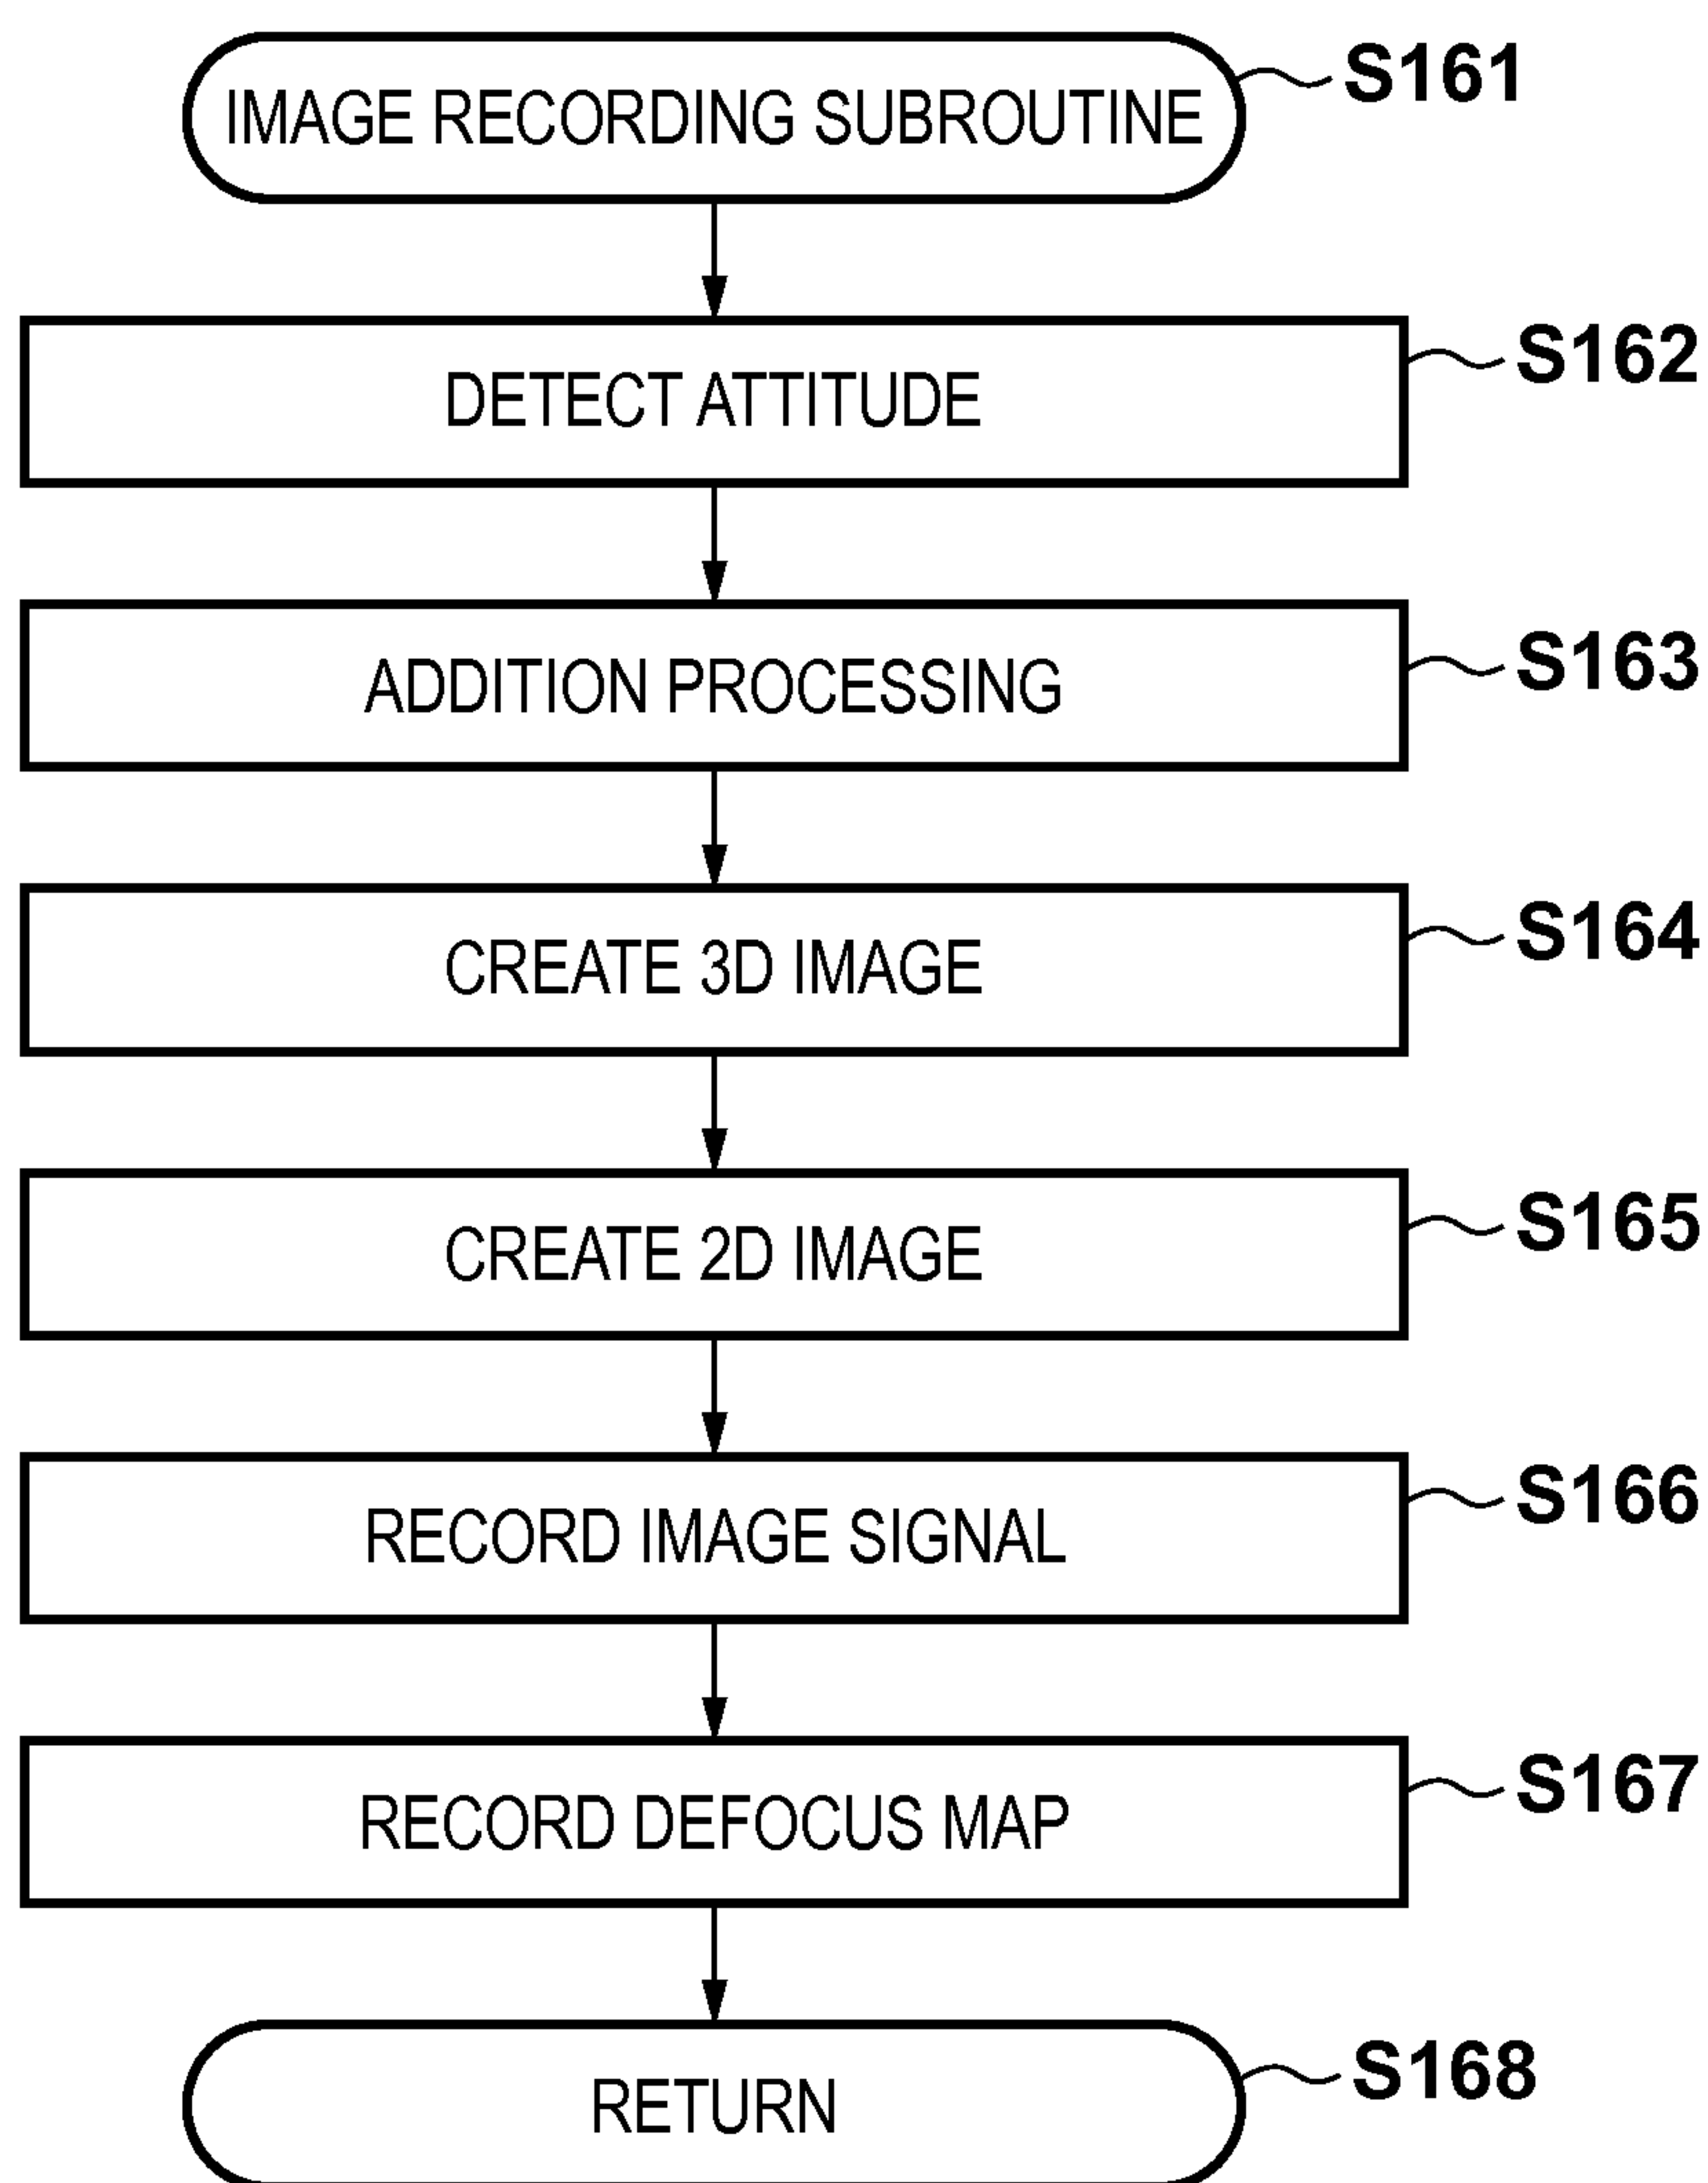 IMAGE RECORDING SUBROUTINE S161
DETECT ATTITUDE S162
ADDITION PROCESSING S163
CREATE 3D IMAGE S164
CREATE 2D IMAGE S165
RECORD IMAGE SIGNAL S166
RECORD DEFOCUS MAP S167
RETURN S168